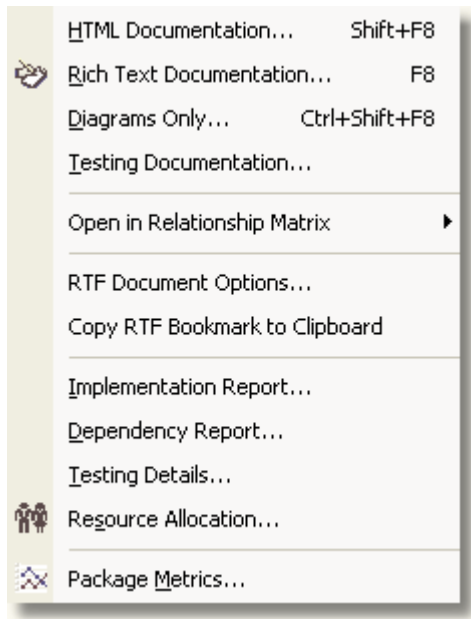 HTML Documentation... Shift+F8
Rich Text Documentation... F8
Diagrams Only... Ctrl+Shift+F8
Testing Documentation...
Open in Relationship Matrix
RTF Document Options...
Copy RTF Bookmark to Clipboard
Implementation Report...
Dependency Report...
Testing Details...
Resource Allocation...
Package Metrics...